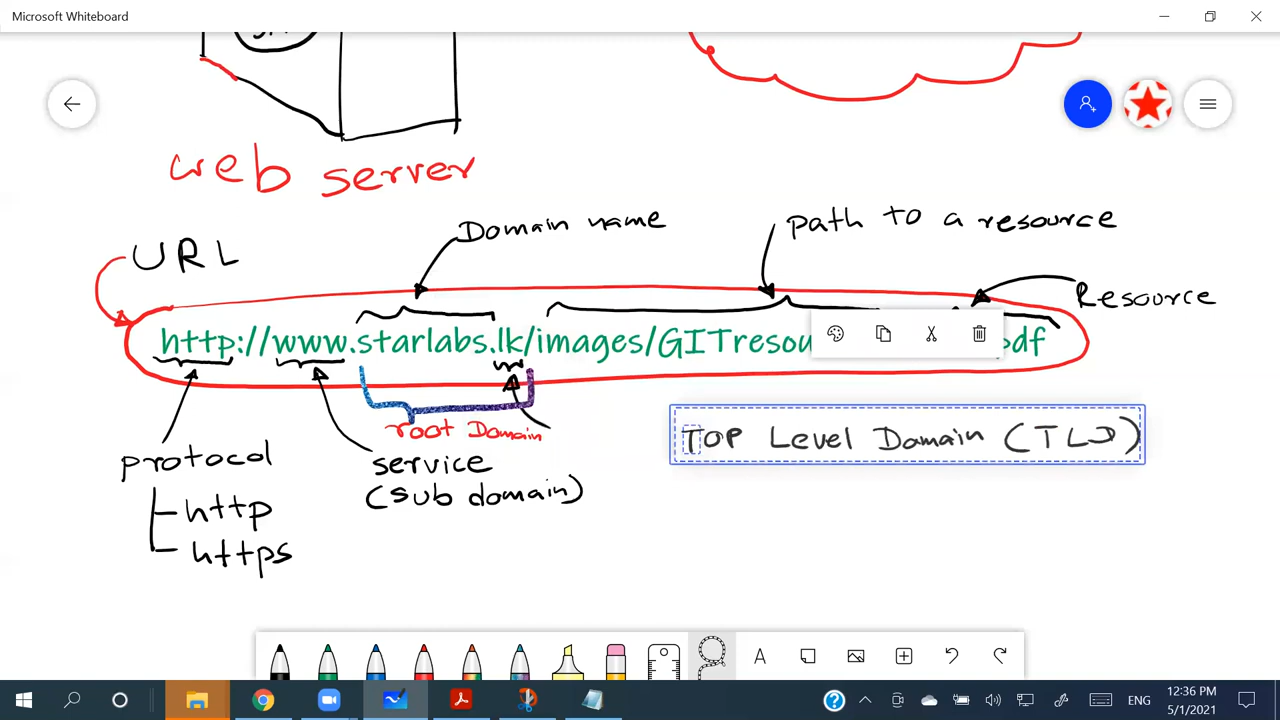 Microsoft Whiteboard
web server
Domain name
path to a resource
URL
Resource
http://www.starlabs.lk/images/GITresou
pdf
root Domain
TOP Level Domain (TLD)
protocol
service
(sub domain)
http
https
A
ENG
12:36 PM
5/1/2021